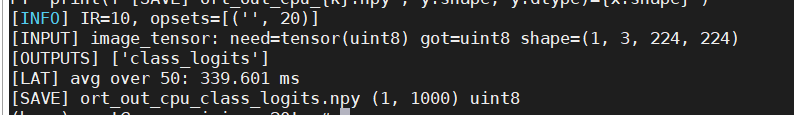 [INFO] IR=10, opsets=[('', 20)]
[INPUT] image_tensor: need=tensor(uint8) got=uint8 shape=(1, 3, 224, 224)
[OUTPUTS] ['class_logits']
[LAT] avg over 50: 339.601 ms
[SAVE] ort_out_cpu_class_logits.npy (1, 1000) uint8